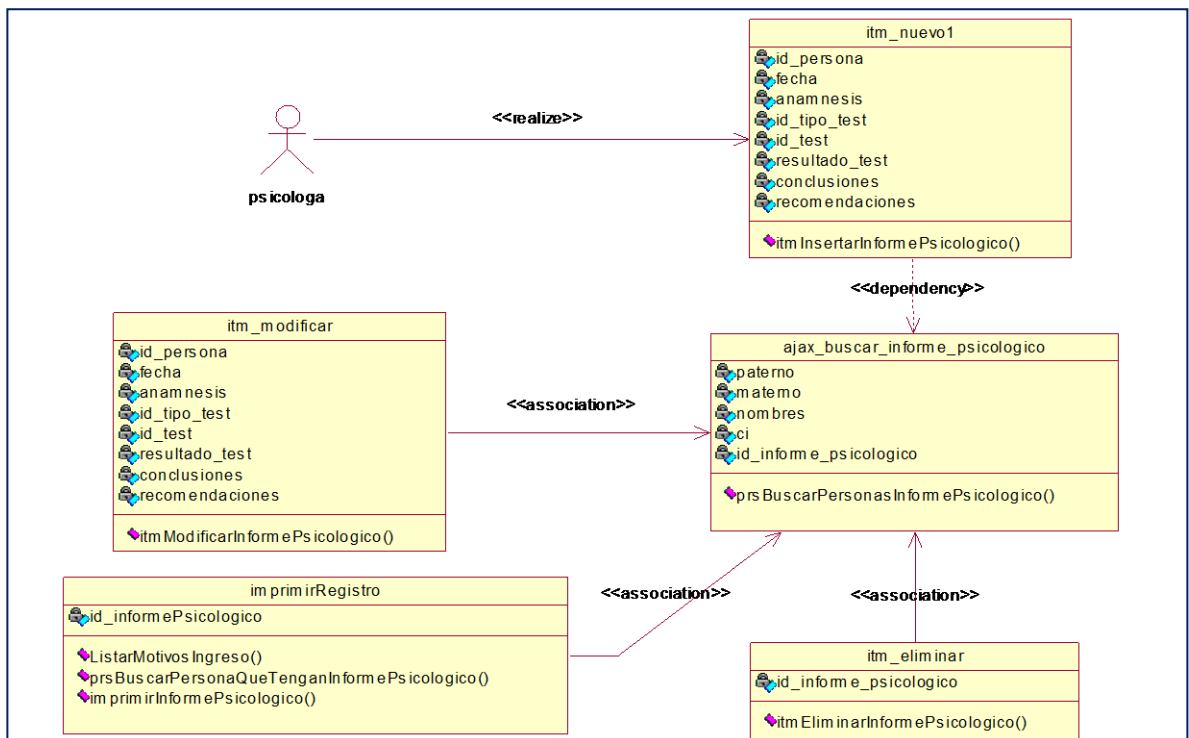 itm_nuevo1
id_persona
fecha
anamnesis
id_tipo_test
id_test
resultado_test
conclusiones
recomendaciones
itmInsertarInformePsicologico()
<<realize>>
psicologa
<<dependency>>
itm_modificar
id_persona
fecha
anamnesis
id_tipo_test
id_test
resultado_test
conclusiones
recomendaciones
itmModificarInformePsicologico()
<<association>>
ajax_buscar_informe_psicologico
paterno
materno
nombres
ci
id_informe_psicologico
prsBuscarPersonasInformePsicologico()
imprimirRegistro
id_informePsicologico
ListarMotivosIngreso()
prsBuscarPersonaQueTenganInformePsicologico()
imprimirInformePsicologico()
<<association>>
<<association>>
itm_eliminar
id_informe_psicologico
itmEliminarInformePsicologico()